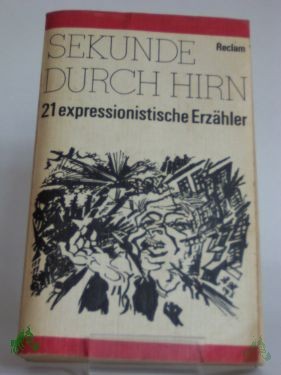 SEKUNDE
Reclam
DURCH HIRN
21 expressionistische Erzähler